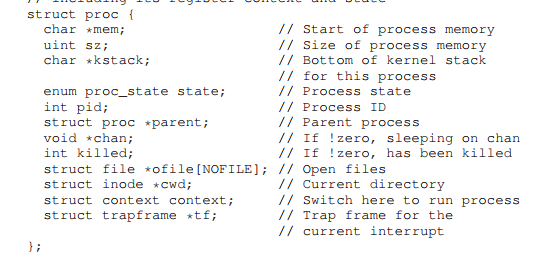 // including its register context and state
struct proc {
char *mem; // Start of process memory
uint sz; // Size of process memory
char *kstack; // Bottom of kernel stack
// for this process
enum proc_state state; // Process state
int pid; // Process ID
struct proc *parent; // Parent process
void *chan; // If !zero, sleeping on chan
int killed; // If !zero, has been killed
struct file *ofile[NOFILE]; // Open files
struct inode *cwd; // Current directory
struct context context; // Switch here to run process
struct trapframe *tf; // Trap frame for the
// current interrupt
};